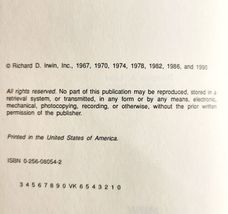 © Richard D. Irwin, Inc., 1967, 1970, 1974, 1978, 1982, 1986, and 1990
All rights reserved. No part of this publication may be reproduced, stored in a
retrieval system, or transmitted, in any form or by any means, electronic,
mechanical, photocopying, recording, or otherwise, without the prior written
permission of the publisher.
Printed in the United States of America.
ISBN 0-256-08054-2
3 4 5 6 7 8 9 0 VK 6 5 4 3 2 1 0